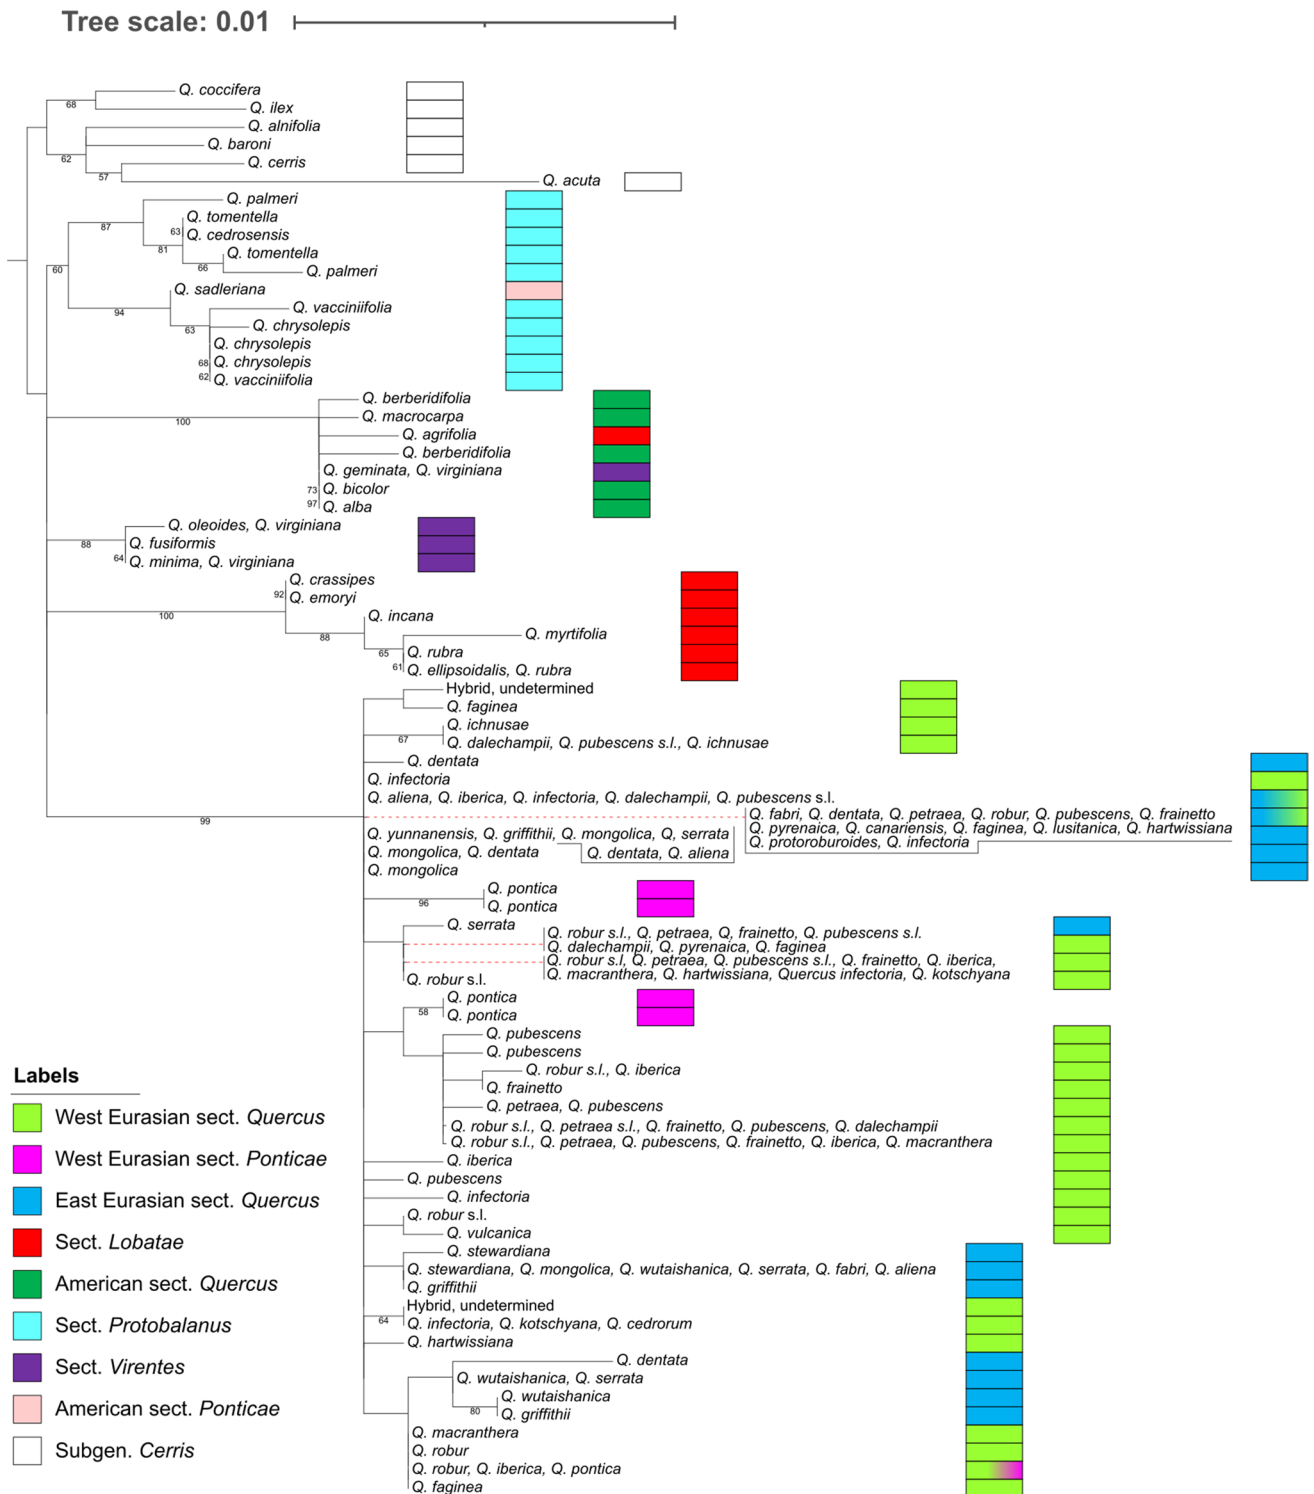 Tree scale: 0.01
Q. coccifera
68
Q. ilex
Q. alnifolia
Q. baroni
62
Q. cerris
57
Q. acuta
Q. palmeri
Q. tomentella
87
63
Q. cedrosensis
81
Q. tomentella
66
Q. palmeri
60
Q. sadleriana
94
Q. vacciniifolia
63
Q. chrysolepis
Q. chrysolepis
68
Q. chrysolepis
62
Q. vacciniifolia
Q. berberidifolia
Q. macrocarpa
100
Q. agrifolia
Q. berberidifolia
Q. geminata, Q. virginiana
73
Q. bicolor
97
Q. alba
Q. oleoides, Q. virginiana
88
Q. fusiformis
64
Q. minima, Q. virginiana
Q. crassipes
92
Q. emoryi
100
Q. incana
88
Q. myrtifolia
65
Q. rubra
61
Q. ellipsoidalis, Q. rubra
Hybrid, undetermined
Q. faginea
Q. ichnusae
67
Q. dalechampii, Q. pubescens s.l., Q. ichnusae
Q. dentata
Q. infectoria
Q. aliena, Q. iberica, Q. infectoria, Q. dalechampii, Q. pubescens s.l.
Q. fabri, Q. dentata, Q. petraea, Q. robur, Q. pubescens, Q. frainetto
Q. pyrenaica, Q. canariensis, Q. faginea, Q. lusitanica, Q. hartwissiana
Q. protoroburoides, Q. infectoria
99
Q. yunnanensis, Q. griffithii, Q. mongolica, Q, serrata
Q. mongolica, Q. dentata
Q. dentata, Q. aliena
Q. mongolica
Q. pontica
96
Q. pontica
Q. serrata
Q. robur s.l., Q. petraea, Q. frainetto, Q. pubescens s.l.
Q. dalechampii, Q. pyrenaica, Q. faginea
Q. robur s.l, Q. petraea, Q. pubescens s.l., Q. frainetto, Q. iberica,
Q. macranthera, Q. hartwissiana, Quercus infectoria, Q. kotschyana
Q. robur s.l.
Q. pontica
58
Q. pontica
Q. pubescens
Q. pubescens
Q. robur s.l., Q. iberica
Q. frainetto
Q. petraea, Q. pubescens
Q. robur s.l., Q. petraea s.l., Q. frainetto, Q. pubescens, Q. dalechampii
Q. robur s.l., Q. petraea, Q. pubescens, Q. frainetto, Q. iberica, Q. macranthera
Q. iberica
Q. pubescens
Q. infectoria
Q. robur s.l.
Q. vulcanica
Q. stewardiana
Q. stewardiana, Q. mongolica, Q. wutaishanica, Q. serrata, Q. fabri, Q. aliena
Q. griffithii
Hybrid, undetermined
64
Q. infectoria, Q. kotschyana, Q. cedrorum
Q. hartwissiana
Q. dentata
Q. wutaishanica, Q. serrata
Q. wutaishanica
80
Q. griffithii
Q. macranthera
Q. robur
Q. robur, Q. iberica, Q. pontica
Q. faginea
Labels
West Eurasian sect. Quercus
West Eurasian sect. Ponticae
East Eurasian sect. Quercus
Sect. Lobatae
American sect. Quercus
Sect. Protobalanus
Sect. Virentes
American sect. Ponticae
Subgen. Cerris